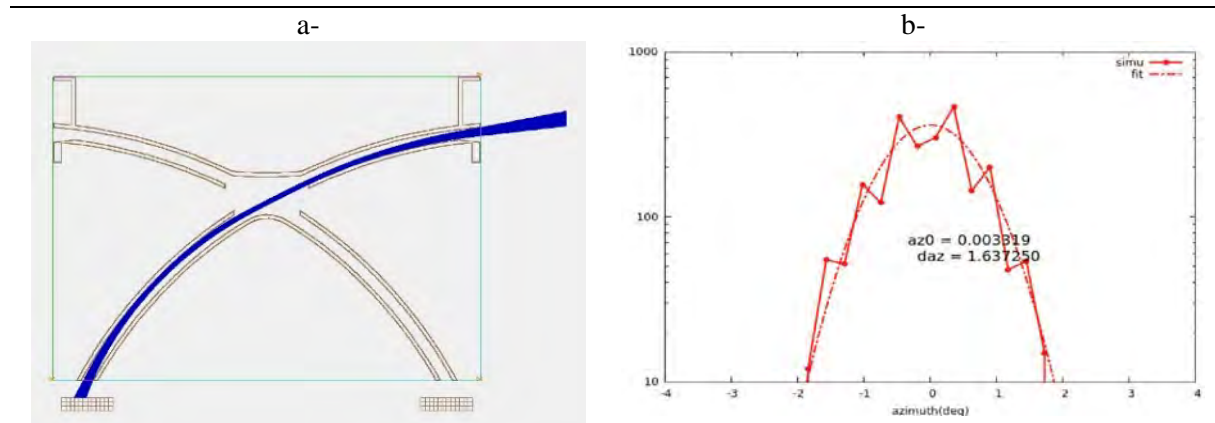 a-
b-
1000
simu
fit
100
az0 = 0.003319
daz = 1.637250
10
-4 -3 -2 -1 0 1 2 3 4
azimuth(deg)